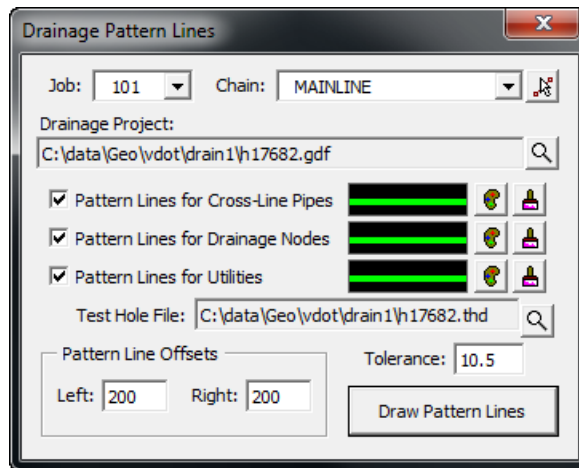 Drainage Pattern Lines
Job: 101 Chain: MAINLINE
Drainage Project:
C:\data\Geo\vdot\drain1\h17682.gdf
Pattern Lines for Cross-Line Pipes
Pattern Lines for Drainage Nodes
Pattern Lines for Utilities
Test Hole File: C:\data\Geo\vdot\drain1\h17682.thd
Pattern Line Offsets
Tolerance: 10.5
Left: 200 Right: 200
Draw Pattern Lines